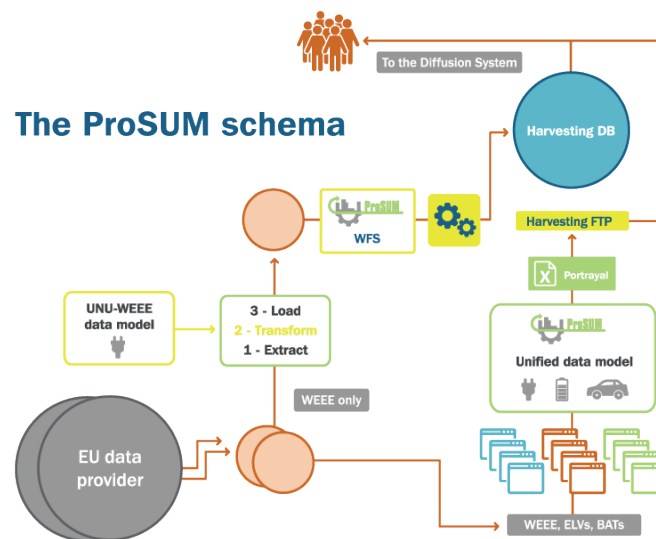 To the Diffusion System
The ProSUM schema
Harvesting DB
ProSUM
WFS
Harvesting FTP
X Portrayal
UNU-WEEE
data model
3 - Load
2 - Transform
1 - Extract
ProSUM
Unified data model
WEEE only
EU data
provider
WEEE, ELVs, BATs